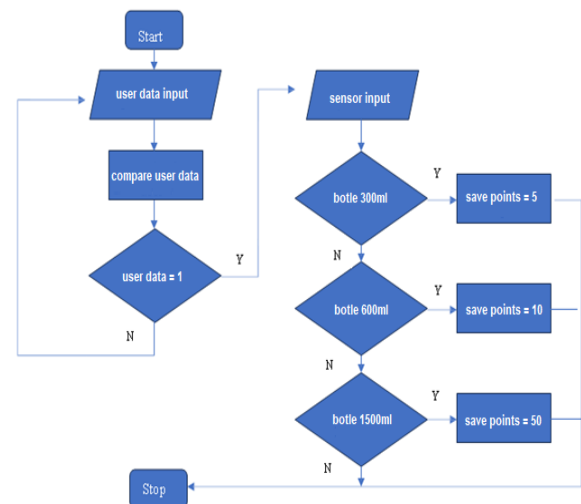 Start
user data input
compare user data
user data = 1
Y
N
sensor input
botle 300ml
Y
save points = 5
N
botle 600ml
Y
save points = 10
N
botle 1500ml
Y
save points = 50
N
Stop